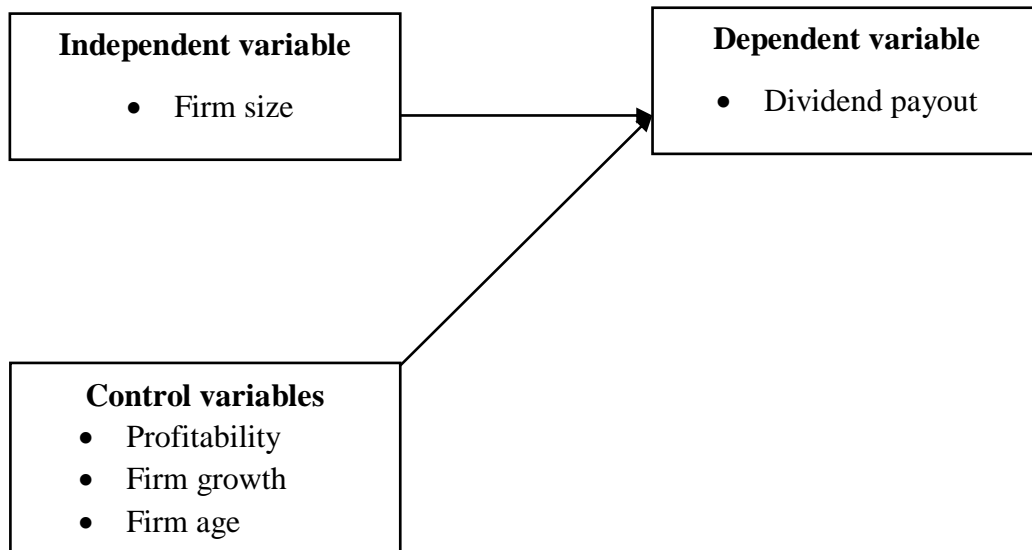 Independent variable
• Firm size
Dependent variable
• Dividend payout
Control variables
• Profitability
• Firm growth
• Firm age